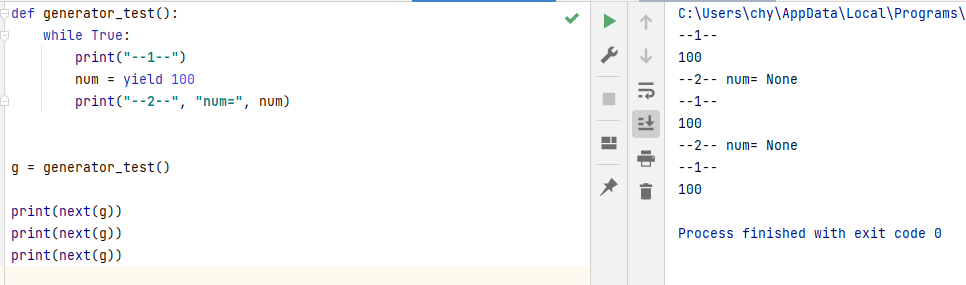 def generator_test():
    while True:
        print("--1--")
        num = yield 100
        print("--2--", "num=", num)
g = generator_test()
print(next(g))
print(next(g))
print(next(g))
C:\Users\chy\AppData\Local\Programs\
--1--
100
--2-- num= None
--1--
100
--2-- num= None
--1--
100
Process finished with exit code 0